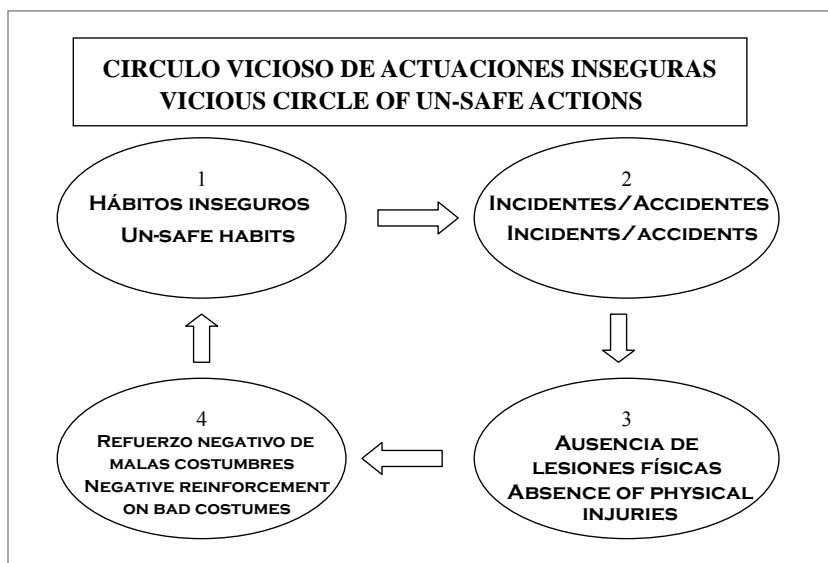 CIRCULO VICIOSO DE ACTUACIONES INSEGURAS
VICIOUS CIRCLE OF UN-SAFE ACTIONS
1
HÁBITOS INSEGUROS
UN-SAFE HABITS
2
INCIDENTES/ACCIDENTES
INCIDENTS/ACCIDENTS
3
AUSENCIA DE
LESIONES FÍSICAS
ABSENCE OF PHYSICAL
INJURIES
4
REFUERZO NEGATIVO DE
MALAS COSTUMBRES
NEGATIVE REINFORCEMENT
ON BAD COSTUMES